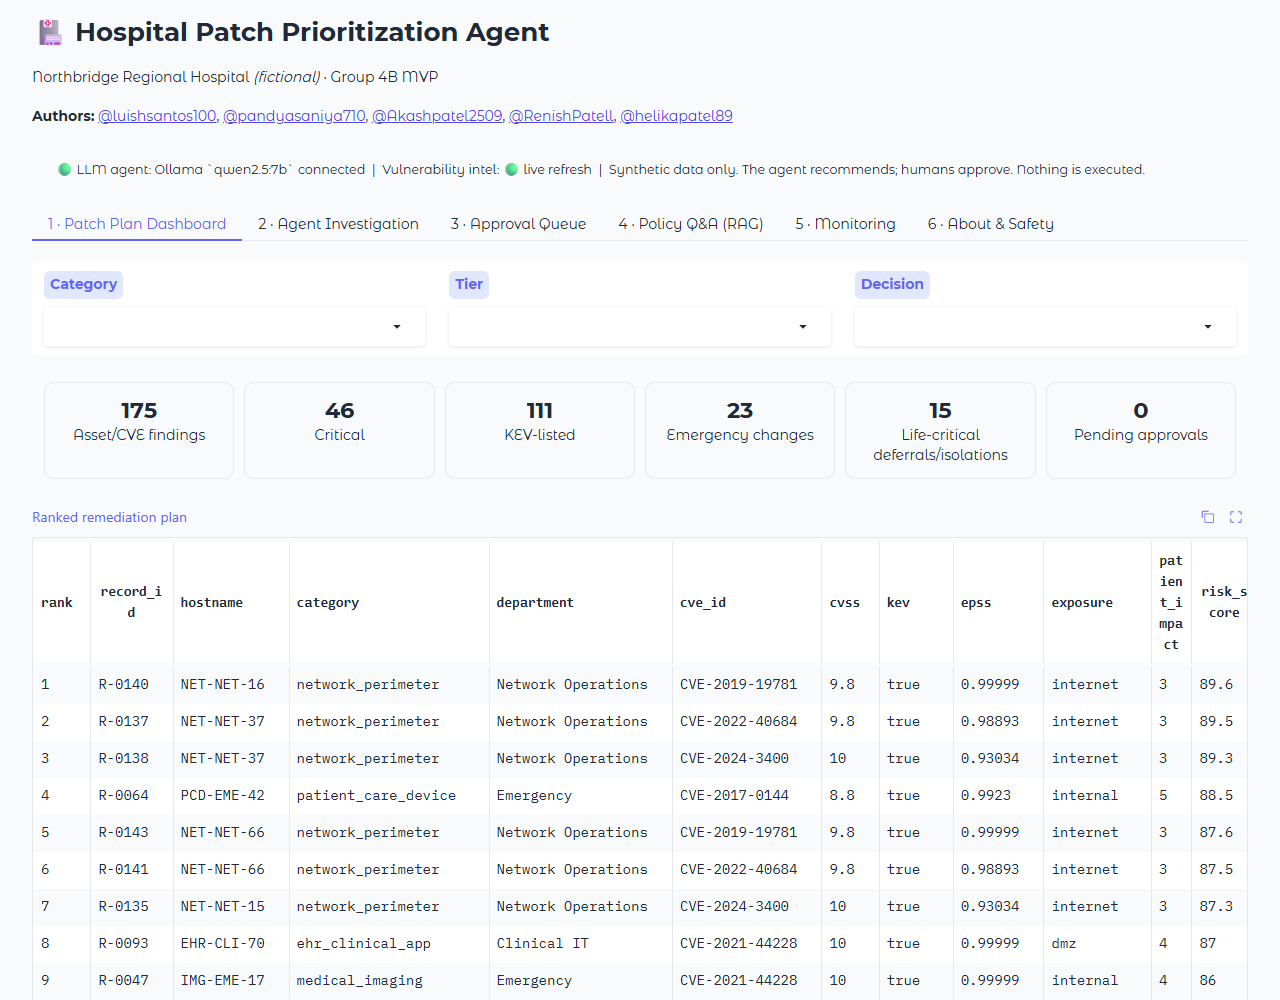 Hospital Patch Prioritization Agent
Northbridge Regional Hospital (fictional) · Group 4B MVP
Authors: @luishsantos100, @pandyasaniya710, @Akashpatel2509, @RenishPatell, @helikapatel89
LLM agent: Ollama `qwen2.5:7b` connected | Vulnerability intel: live refresh | Synthetic data only. The agent recommends; humans approve. Nothing is executed.
1 · Patch Plan Dashboard 2 · Agent Investigation 3 · Approval Queue 4 · Policy Q&A (RAG) 5 · Monitoring 6 · About & Safety
Category Tier Decision
175 46 111 23 15 0
Asset/CVE findings Critical KEV-listed Emergency changes Life-critical deferrals/isolations Pending approvals
Ranked remediation plan
rank record_id hostname category department cve_id cvss kev epss exposure patient_impact risk_score
1 R-0140 NET-NET-16 network_perimeter Network Operations CVE-2019-19781 9.8 true 0.99999 internet 3 89.6
2 R-0137 NET-NET-37 network_perimeter Network Operations CVE-2022-40684 9.8 true 0.98893 internet 3 89.5
3 R-0138 NET-NET-37 network_perimeter Network Operations CVE-2024-3400 10 true 0.93034 internet 3 89.3
4 R-0064 PCD-EME-42 patient_care_device Emergency CVE-2017-0144 8.8 true 0.9923 internal 5 88.5
5 R-0143 NET-NET-66 network_perimeter Network Operations CVE-2019-19781 9.8 true 0.99999 internet 3 87.6
6 R-0141 NET-NET-66 network_perimeter Network Operations CVE-2022-40684 9.8 true 0.98893 internet 3 87.5
7 R-0135 NET-NET-15 network_perimeter Network Operations CVE-2024-3400 10 true 0.93034 internet 3 87.3
8 R-0093 EHR-CLI-70 ehr_clinical_app Clinical IT CVE-2021-44228 10 true 0.99999 dmz 4 87
9 R-0047 IMG-EME-17 medical_imaging Emergency CVE-2021-44228 10 true 0.99999 internal 4 86